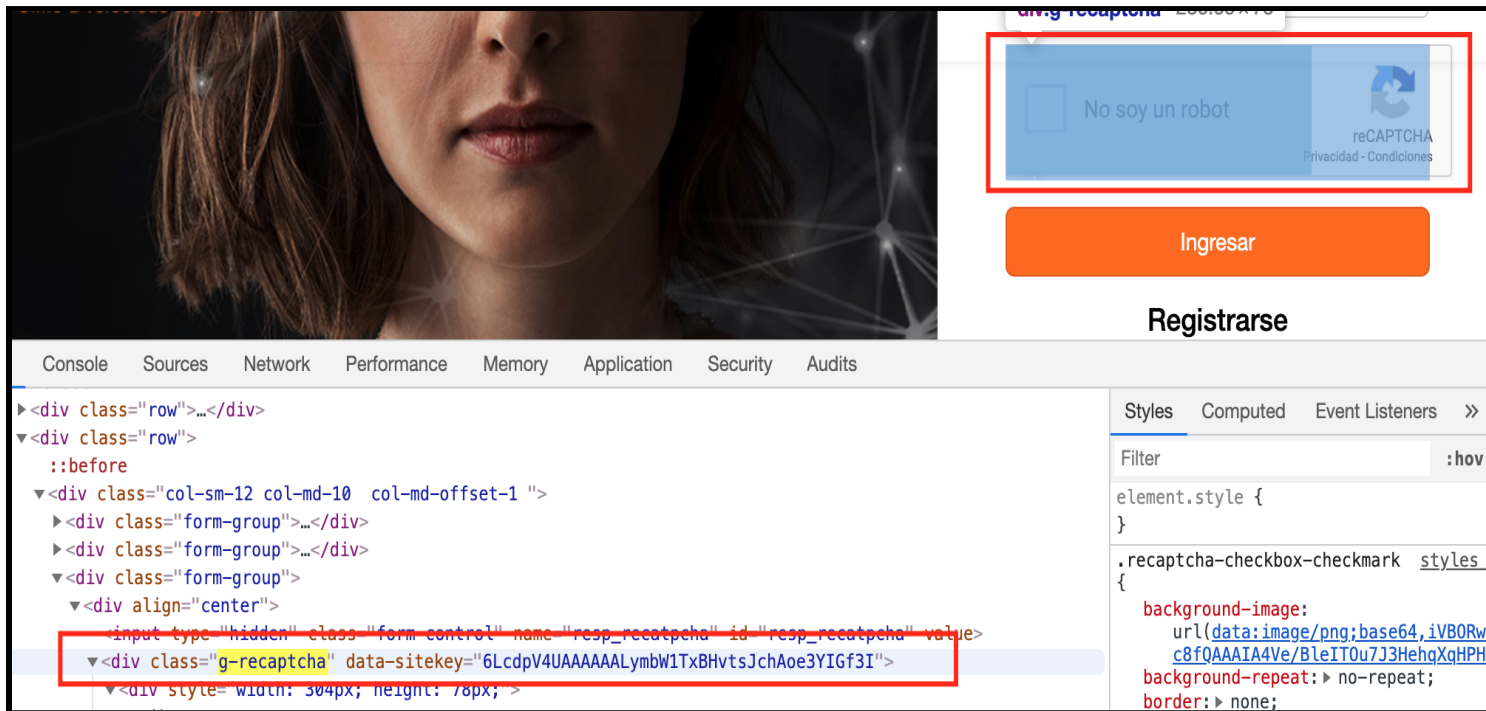 div.g-recaptcha
No soy un robot
reCAPTCHA
Privacidad - Condiciones
Ingresar
Registrarse
Console Sources Network Performance Memory Application Security Audits
<div class="row">…</div>
<div class="row">
::before
<div class="col-sm-12 col-md-10  col-md-offset-1 ">
<div class="form-group">…</div>
<div class="form-group">…</div>
<div class="form-group">
<div align="center">
<input type="hidden" class="form-control" name="resp_recatpcha" id="resp_recatpcha" value>
<div class="g-recaptcha" data-sitekey="6LcdpV4UAAAAAALymbW1TxBHvtsJchAoe3YIGf3I">
<div style="width: 304px; height: 78px;">
Styles Computed Event Listeners »
Filter :hov
element.style {
}
.recaptcha-checkbox-checkmark styles_
{
background-image:
url(data:image/png;base64,iVBORw
c8fQAAAIA4Ve/BleITOu7J3HehqXqHPH
background-repeat: no-repeat;
border: none;